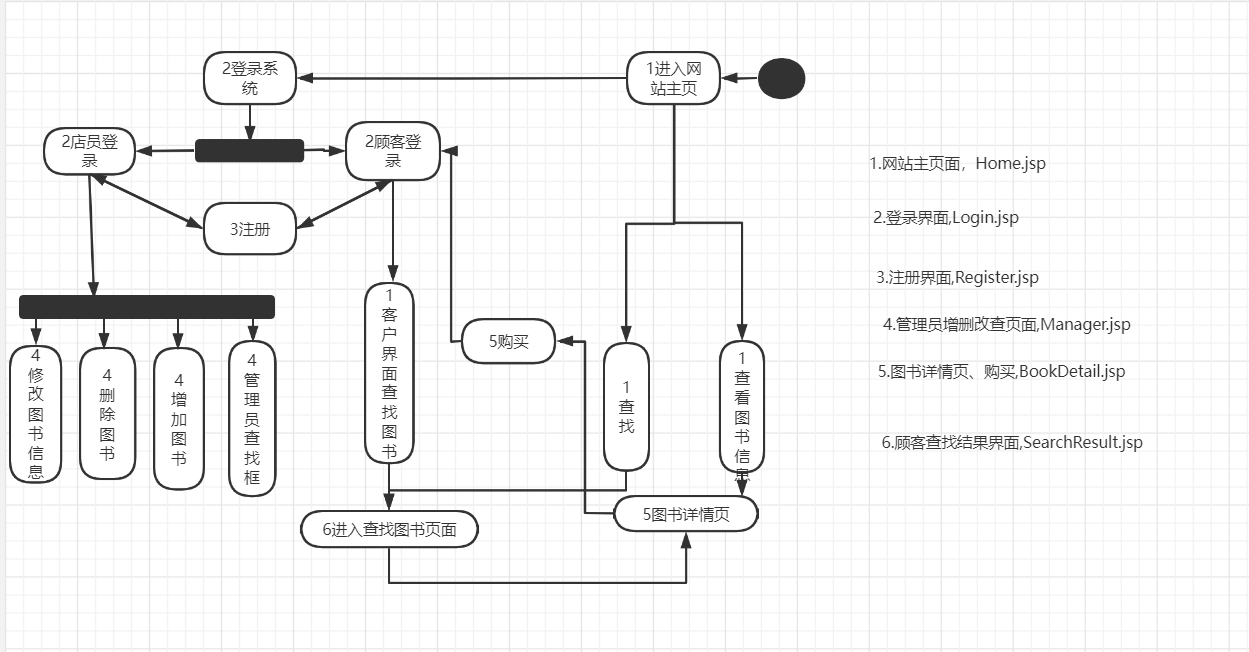 2登录系
统
1进入网
站主页
2店员登
录
2顾客登
录
3注册
1
客
户
界
面
查
找
图
书
5购买
1
查
找
1
查
看
图
书
信
息
4
修
改
图
书
信
息
4
删
除
图
书
4
增
加
图
书
4
管
理
员
查
找
框
6进入查找图书页面
5图书详情页
1.网站主页面，Home.jsp
2.登录界面,Login.jsp
3.注册界面,Register.jsp
4.管理员增删改查页面,Manager.jsp
5.图书详情页、购买,BookDetail.jsp
6.顾客查找结果界面,SearchResult.jsp